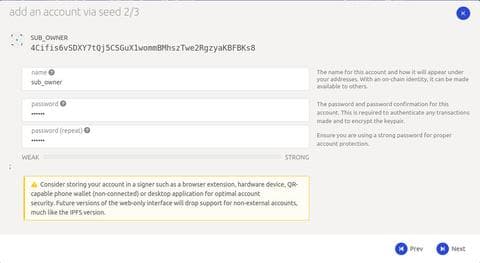 add an account via seed 2/3
SUB_OWNER
4Cifis6vSDXY7tQj5CSGuX1wommBMhszTwe2RgzyaKBFBKs8
name
sub_owner
The name for this account and how it will appear under
your addresses. With an on-chain identity, it can be made
available to others.
password
••••••
The password and password confirmation for this
account. This is required to authenticate any transactions
made and to encrypt the keypair.
password (repeat)
••••••
Ensure you are using a strong password for proper
account protection.
WEAK
STRONG
;
Consider storing your account in a signer such as a browser extension, hardware device, QR-
capable phone wallet (non-connected) or desktop application for optimal account
security. Future versions of the web-only interface will drop support for non-external accounts,
much like the IPFS version.
Prev
Next